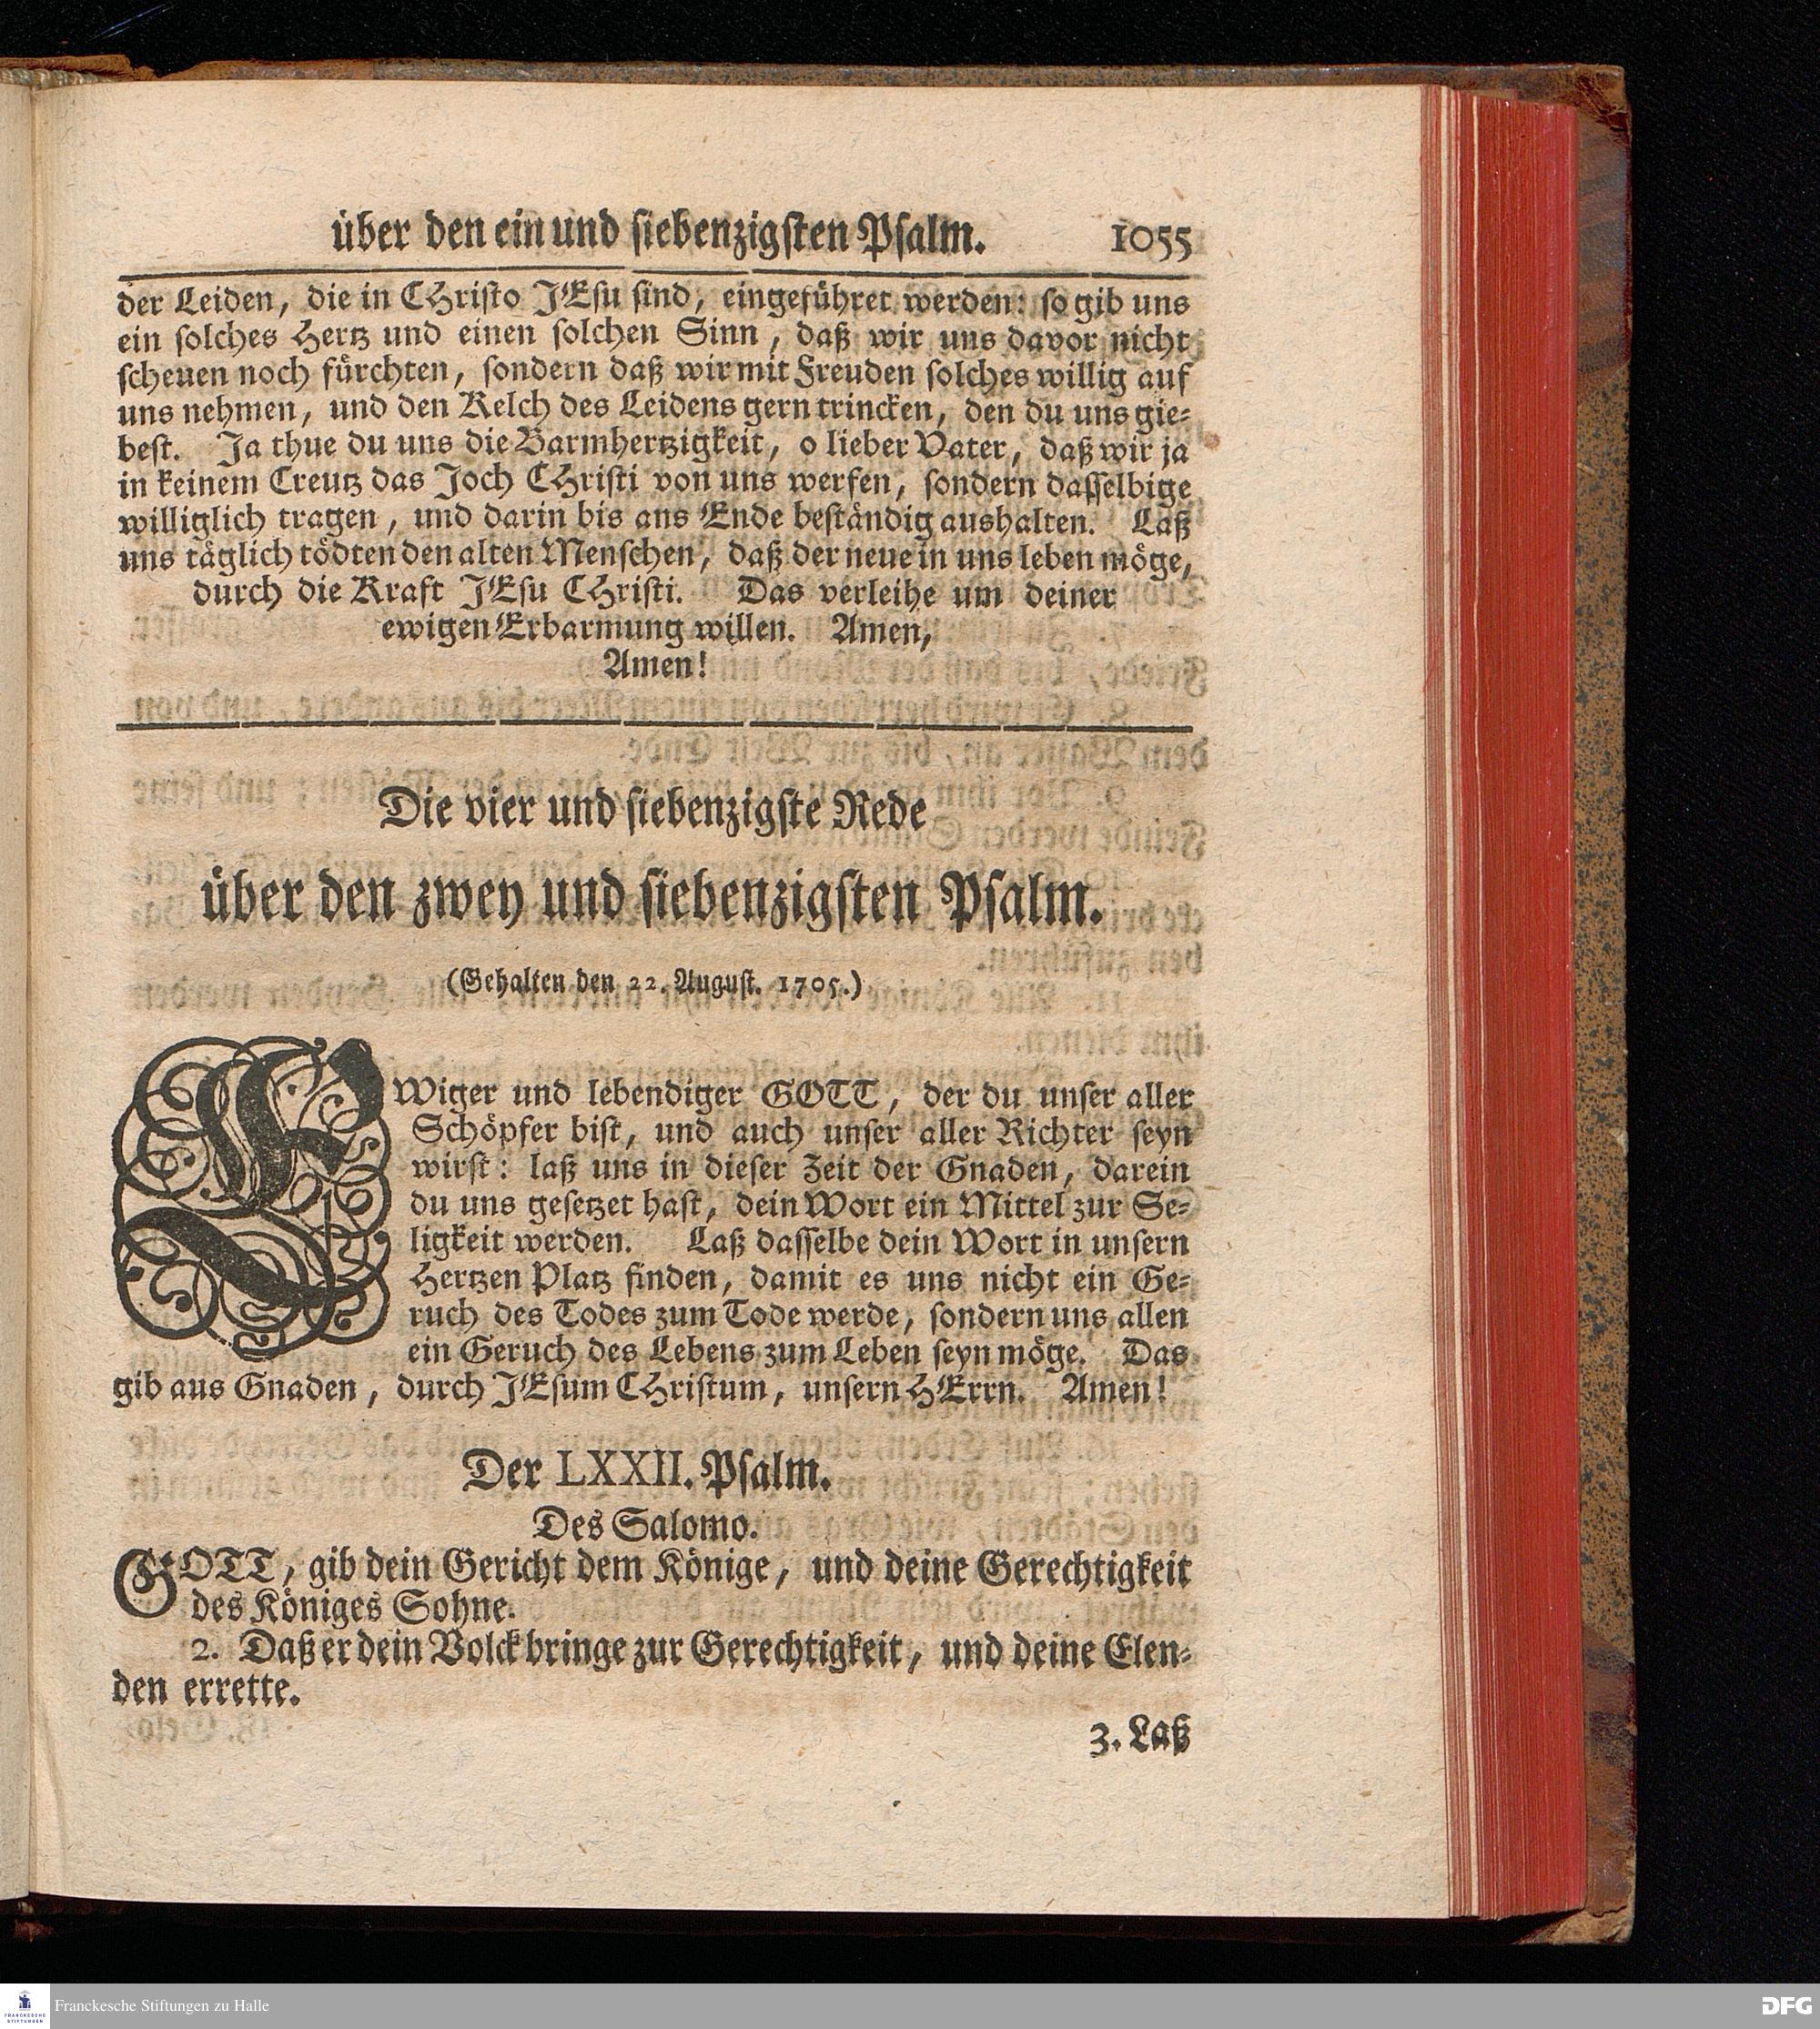 über den ein und siebenzigsten Psalm. 1055
der Leiden, die in CHristo JEsu sind, eingeführet werden: so gib uns
ein solches Hertz und einen solchen Sinn, daß wir uns davor nicht
scheuen noch fürchten, sondern daß wir mit Freuden solches willig auf
uns nehmen, und den Kelch des Leidens gern trincken, den du uns gie-
best. Ja thue du uns die Barmhertzigkeit, o lieber Vater, daß wir ja
in keinem Creutz das Joch CHristi von uns werfen, sondern dasselbige
williglich tragen, und darin bis ans Ende beständig aushalten. Laß
uns täglich tödten den alten Menschen, daß der neue in uns leben möge,
durch die Kraft JEsu CHristi. Das verleihe um deiner
ewigen Erbarmung willen. Amen,
Amen!
Die vier und siebenzigste Rede
über den zwey und siebenzigsten Psalm.
(Gehalten den 22. August. 1705.)
EWiger und lebendiger GOTT, der du unser aller
Schöpfer bist, und auch unser aller Richter seyn
wirst: laß uns in dieser Zeit der Gnaden, darein
du uns gesetzet hast, dein Wort ein Mittel zur Se-
ligkeit werden. Laß dasselbe dein Wort in unsern
Hertzen Platz finden, damit es uns nicht ein Ge-
ruch des Todes zum Tode werde, sondern uns allen
ein Geruch des Lebens zum Leben seyn möge. Das
gib aus Gnaden, durch JEsum CHristum, unsern HErrn. Amen!
Der LXXII. Psalm.
Des Salomo.
GOTT, gib dein Gericht dem Könige, und deine Gerechtigkeit
des Königes Sohne.
2. Daß er dein Volck bringe zur Gerechtigkeit, und deine Elen-
den errette.
3. Laß
FRANCKESCHE
STIFTUNGEN
Franckesche Stiftungen zu Halle
DFG